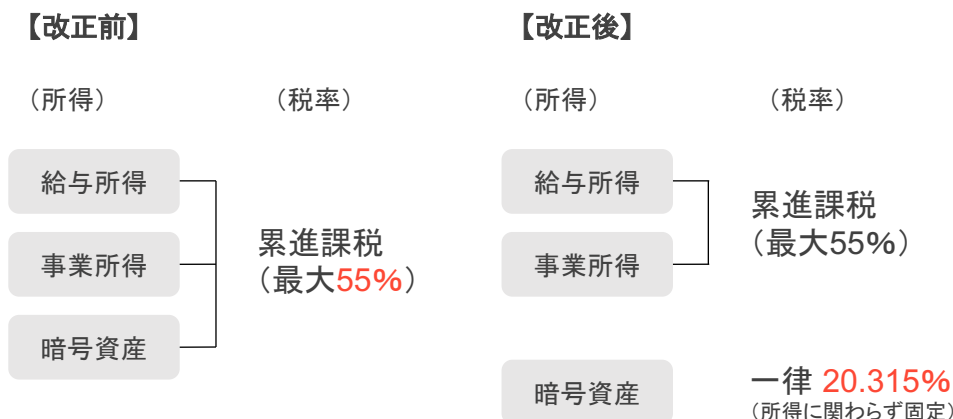 【改正前】
(所得)
(税率)
給与所得
事業所得
暗号資産
累進課税
(最大55%)
【改正後】
(所得)
(税率)
給与所得
事業所得
累進課税
(最大55%)
暗号資産
一律 20.315%
(所得に関わらず固定)